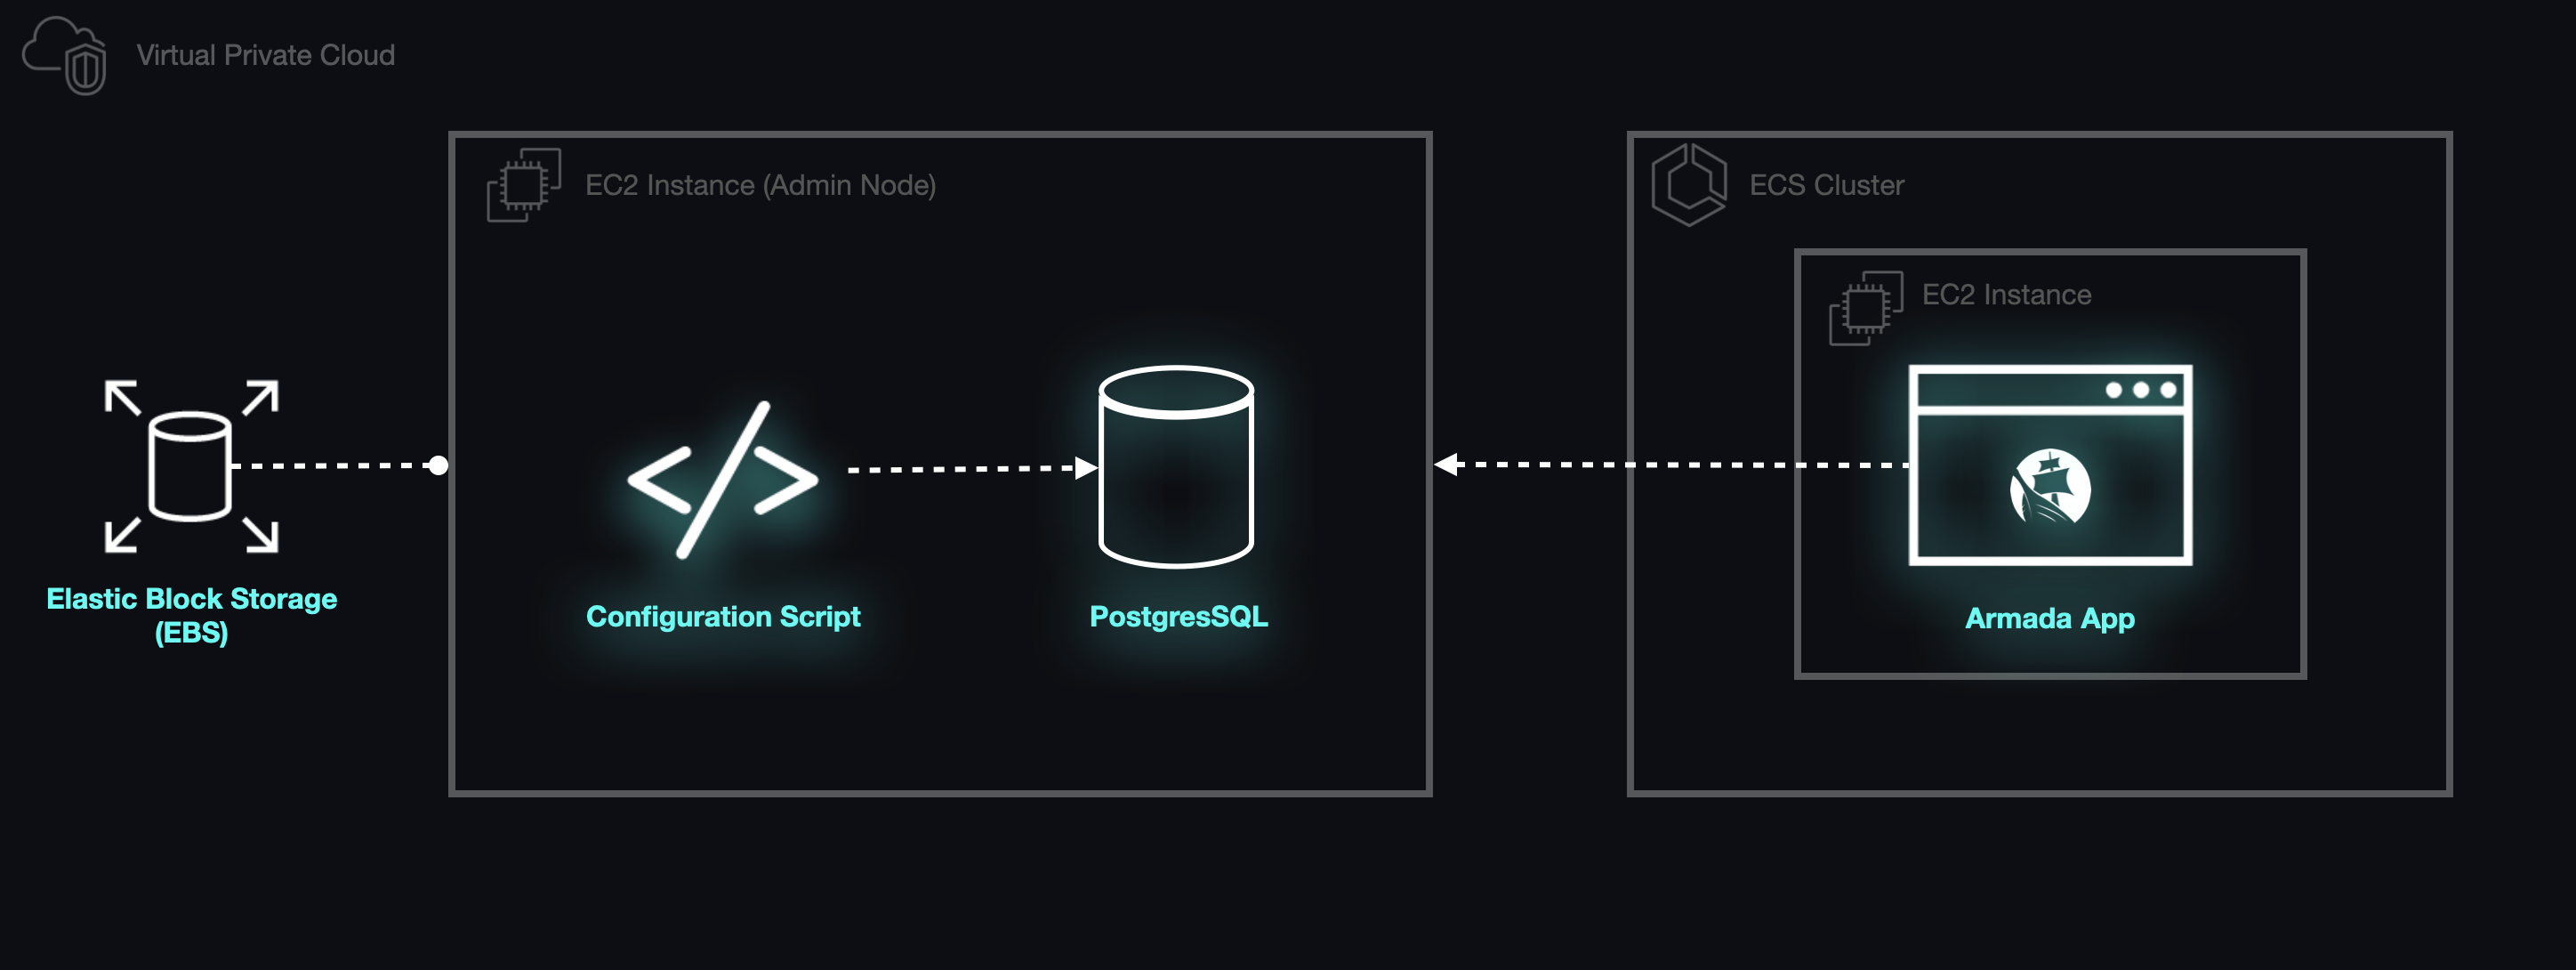 Virtual Private Cloud
EC2 Instance (Admin Node)
ECS Cluster
EC2 Instance
Elastic Block Storage
(EBS)
Configuration Script
PostgresSQL
Armada App